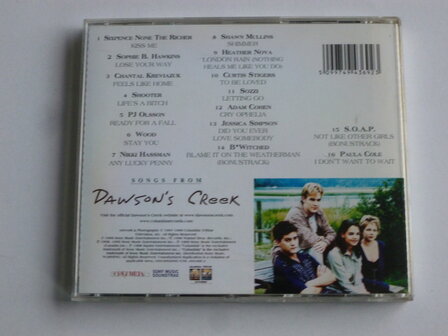 1 Sixpence None The Richer
Kiss Me
2 Sophie B. Hawkins
Lose Your Way
3 Chantal Kreviazuk
Feels Like Home
4 Shooter
Life's A Bitch
5 PJ Olsson
Ready For A Fall
6 Wood
Stay You
7 Nikki Hassman
Any Lucky Penny
8 Shawn Mullins
Shimmer
9 Heather Nova
London Rain (Nothing
Heals Me Like You Do)
10 Curtis Stigers
To Be Loved
11 Sozzi
Letting Go
12 Adam Cohen
Cry Ophelia
13 Jessica Simpson
Did You Ever
Love Somebody
14 B*Witched
Blame It On The Weatherman
(Bonustrack)
15 S.O.A.P.
Not Like Other Girls
(Bonustrack)
16 Paula Cole
I Don't Want To Wait
5099749436923
Songs From
Dawson's Creek
Sony Music
Soundtrax